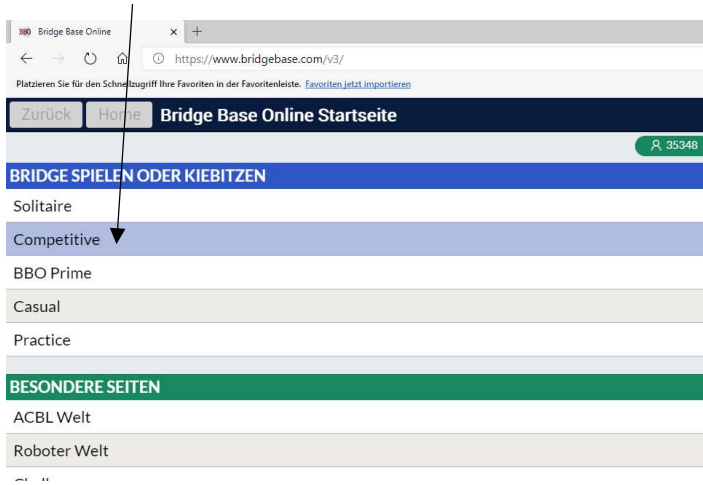 BBO Bridge Base Online
https://www.bridgebase.com/v3/
Platzieren Sie für den Schnellzugriff Ihre Favoriten in der Favoritenleiste. Favoriten jetzt importieren
Zurück Home Bridge Base Online Startseite
35348
BRIDGE SPIELEN ODER KIEBITZEN
Solitaire
Competitive
BBO Prime
Casual
Practice
BESONDERE SEITEN
ACBL Welt
Roboter Welt